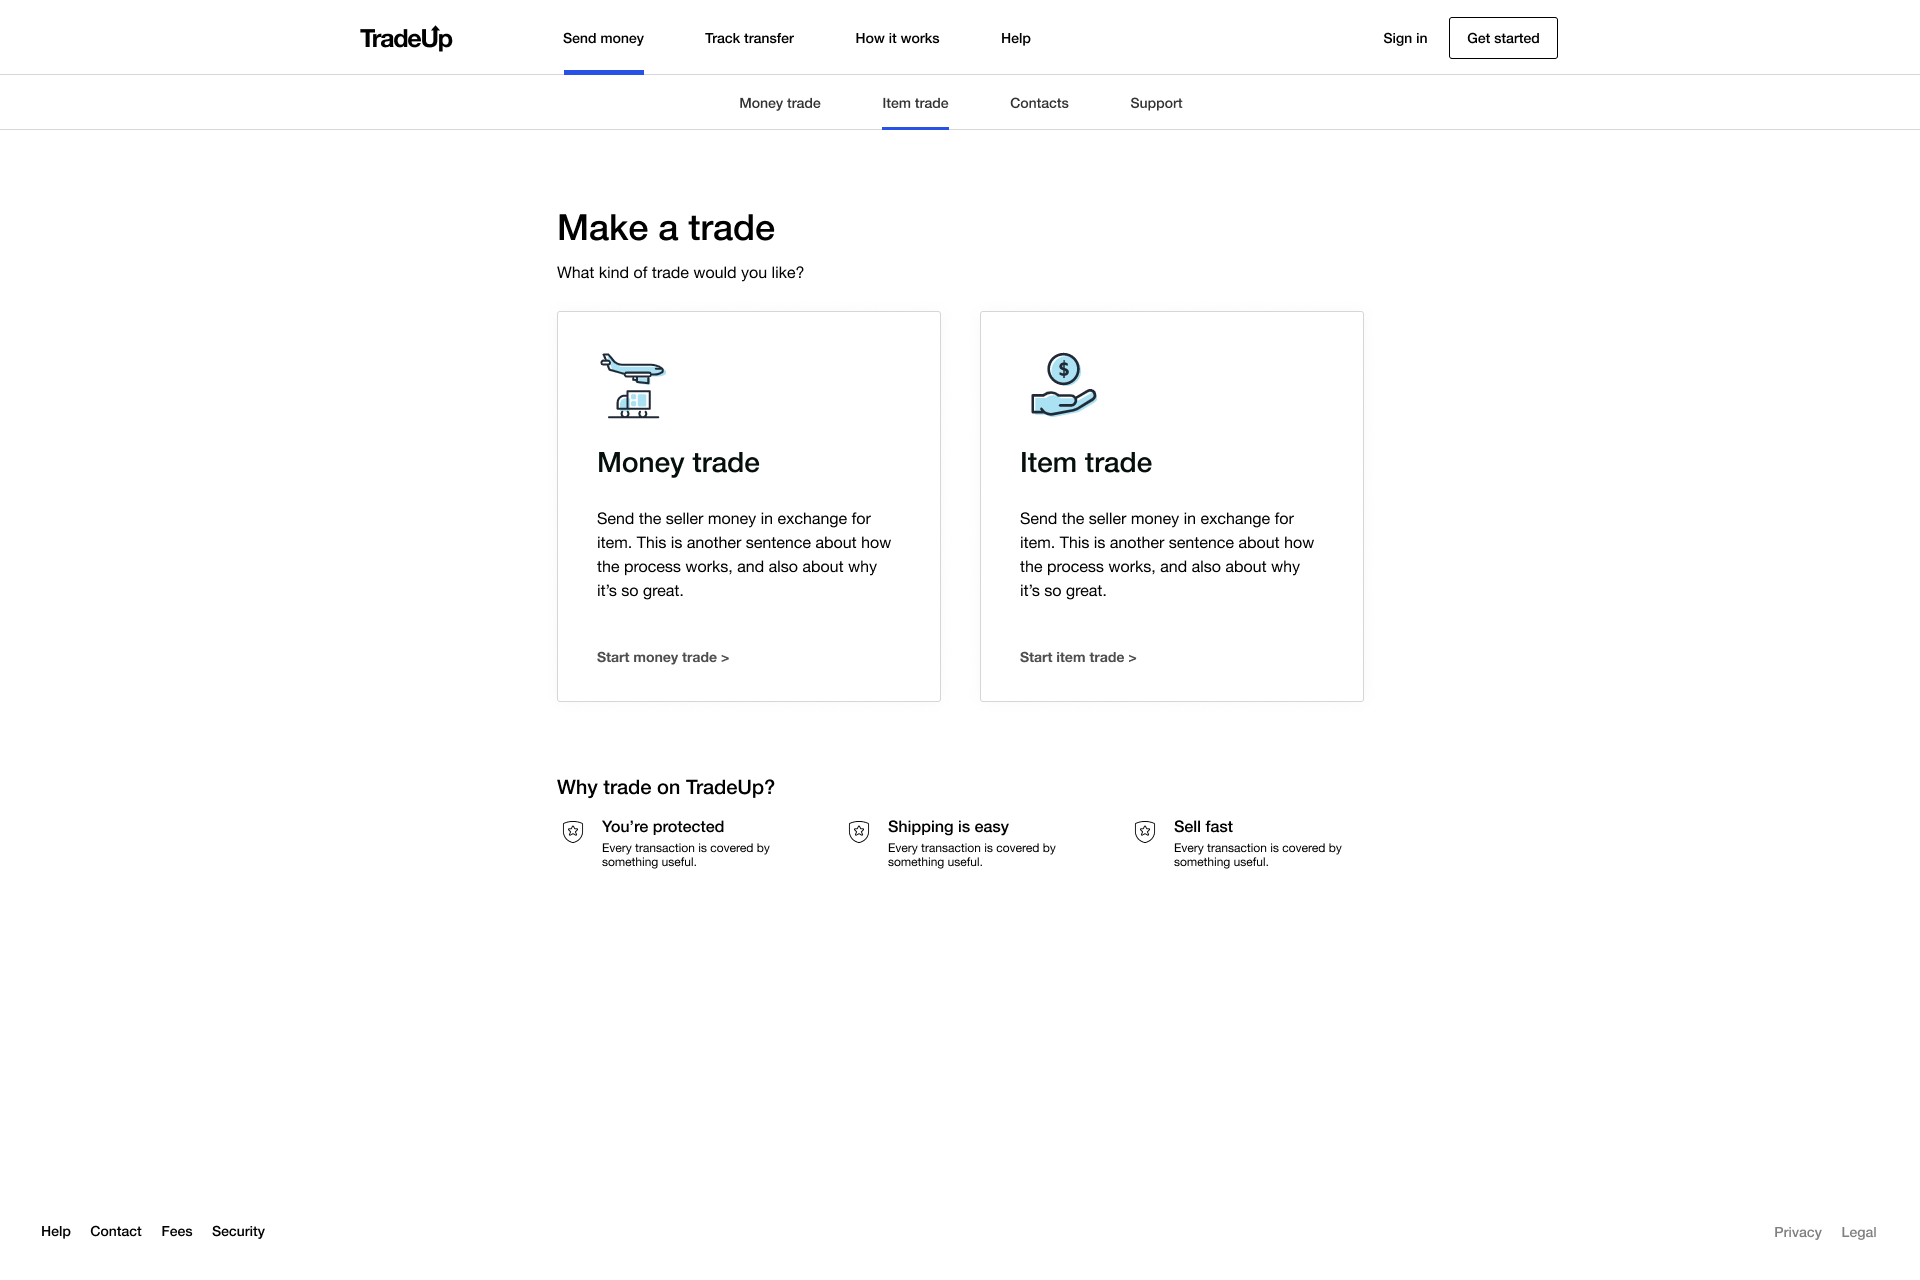 TradeUp
Send money
Track transfer
How it works
Help
Sign in
Get started
Money trade
Item trade
Contacts
Support
Make a trade
What kind of trade would you like?
$
Money trade
Send the seller money in exchange for
item. This is another sentence about how
the process works, and also about why
it’s so great.
Start money trade >
Item trade
Send the seller money in exchange for
item. This is another sentence about how
the process works, and also about why
it’s so great.
Start item trade >
Why trade on TradeUp?
You’re protected
Every transaction is covered by
something useful.
Shipping is easy
Every transaction is covered by
something useful.
Sell fast
Every transaction is covered by
something useful.
Help
Contact
Fees
Security
Privacy
Legal